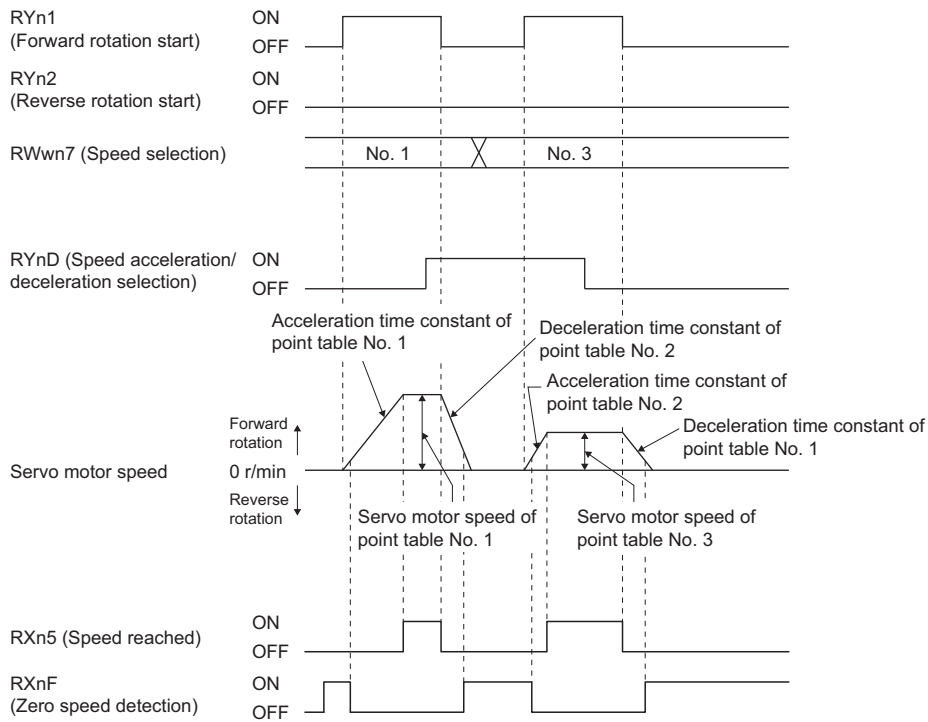 RYn1
(Forward rotation start)
ON
OFF
RYn2
(Reverse rotation start)
ON
OFF
RWwn7 (Speed selection)
No. 1
No. 3
RYnD (Speed acceleration/
deceleration selection)
ON
OFF
Acceleration time constant of
point table No. 1
Deceleration time constant of
point table No. 2
Acceleration time constant of
point table No. 2
Deceleration time constant of
point table No. 1
Forward
rotation
Servo motor speed
0 r/min
Reverse
rotation
Servo motor speed of
point table No. 1
Servo motor speed of
point table No. 3
RXn5 (Speed reached)
ON
OFF
RXnF
(Zero speed detection)
ON
OFF